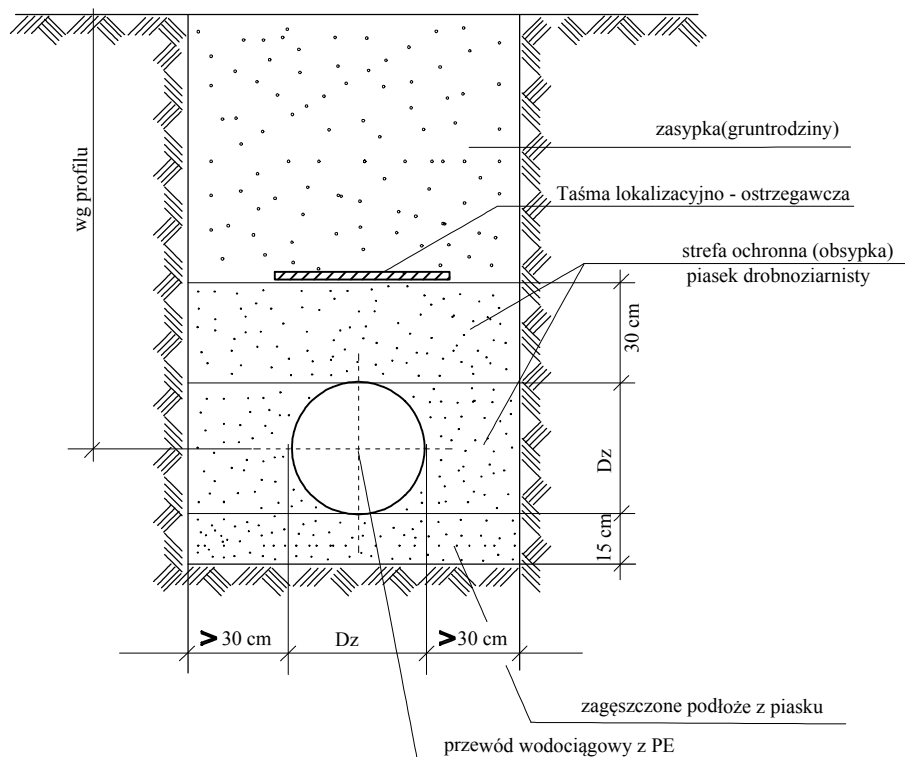 zasypka(gruntrodziny)
wg profilu
Taśma lokalizacyjno - ostrzegawcza
strefa ochronna (obsypka)
piasek drobnoziarnisty
30 cm
Dz
15 cm
> 30 cm
Dz
>30 cm
zagęszczone podłoże z piasku
przewód wodociągowy z PE